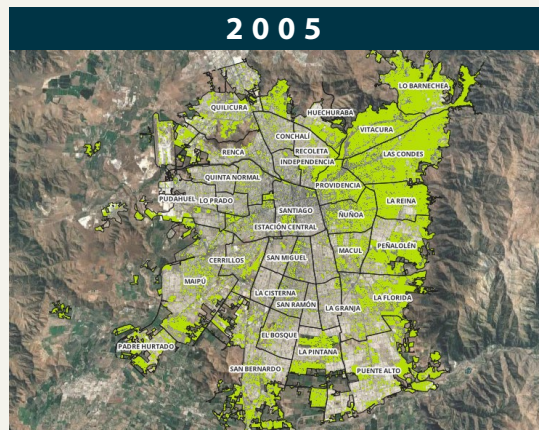 2005
LO BARNECHEA
QUILICURA
HUECHURABA
VITACURA
CONCHALÍ
RENCA
RECOLETA
LAS CONDES
INDEPENDENCIA
QUINTA NORMAL
PROVIDENCIA
PUDAHUEL
LO PRADO
LA REINA
SANTIAGO
ÑUÑOA
ESTACIÓN CENTRAL
PEÑALOLÉN
MACUL
CERRILLOS
SAN MIGUEL
MAIPÚ
LA CISTERNA
LA FLORIDA
SAN RAMÓN
LA GRANJA
EL BOSQUE
PADRE HURTADO
LA PINTANA
SAN BERNARDO
PUENTE ALTO